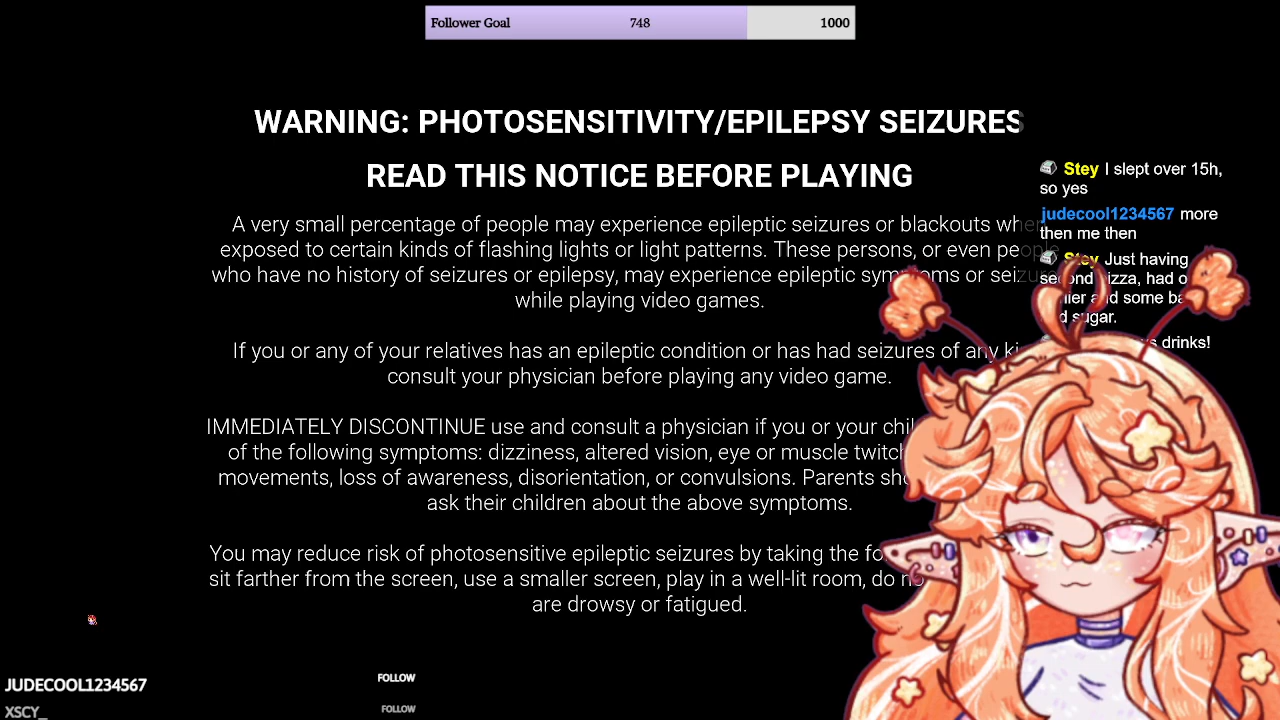 Follower Goal 748 1000
WARNING: PHOTOSENSITIVITY/EPILEPSY SEIZURES
READ THIS NOTICE BEFORE PLAYING
A very small percentage of people may experience epileptic seizures or blackouts when
exposed to certain kinds of flashing lights or light patterns. These persons, or even people
who have no history of seizures or epilepsy, may experience epileptic symptoms or seizures
while playing video games.
If you or any of your relatives has an epileptic condition or has had seizures of any
consult your physician before playing any video game.
IMMEDIATELY DISCONTINUE use and consult a physician if you or your
of the following symptoms: dizziness, altered vision, eye or muscle
movements, loss of awareness, disorientation, or convulsions. Parents
ask their children about the above symptoms.
You may reduce risk of photosensitive epileptic seizures by taking the
sit farther from the screen, use a smaller screen, play in a well-lit room, do
are drowsy or fatigued.
Stey I slept over 15h,
so yes
judecool1234567 more
then me then
Stey Just having
second pizza, had
and some
sugar.
drinks!
JUDECOOL1234567 FOLLOW
XSCY_ FOLLOW